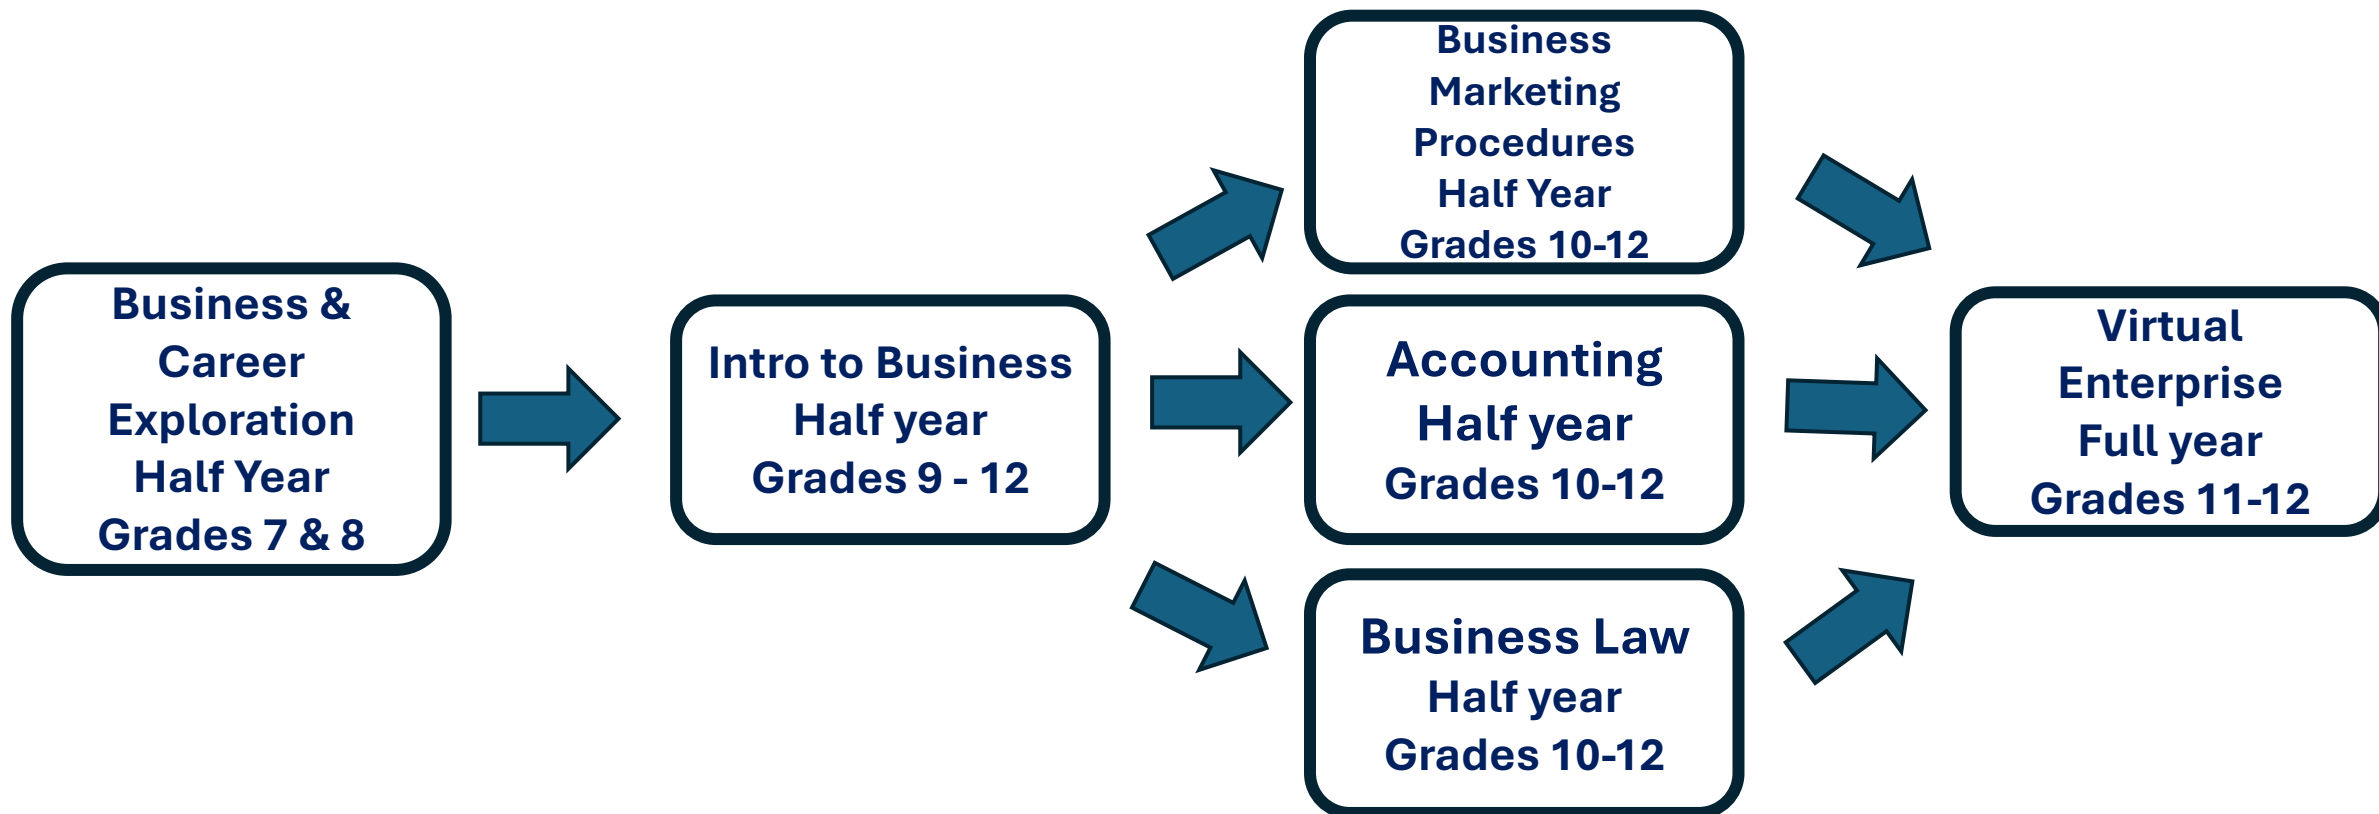 Business &
Career
Exploration
Half Year
Grades 7 & 8
Intro to Business
Half year
Grades 9 - 12
Business
Marketing
Procedures
Half Year
Grades 10-12
Accounting
Half year
Grades 10-12
Business Law
Half year
Grades 10-12
Virtual
Enterprise
Full year
Grades 11-12